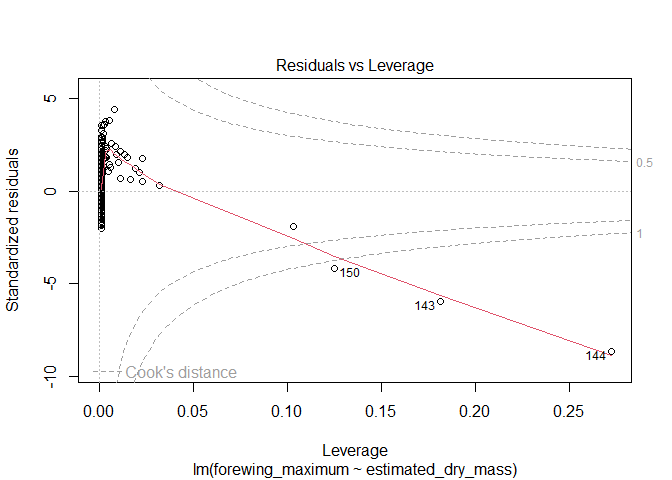 Residuals vs Leverage
Standardized residuals
5
0
-5
-10
0.5
1
150
143
144
Cook's distance
0.00 0.05 0.10 0.15 0.20 0.25
Leverage
lm(forewing_maximum ~ estimated_dry_mass)